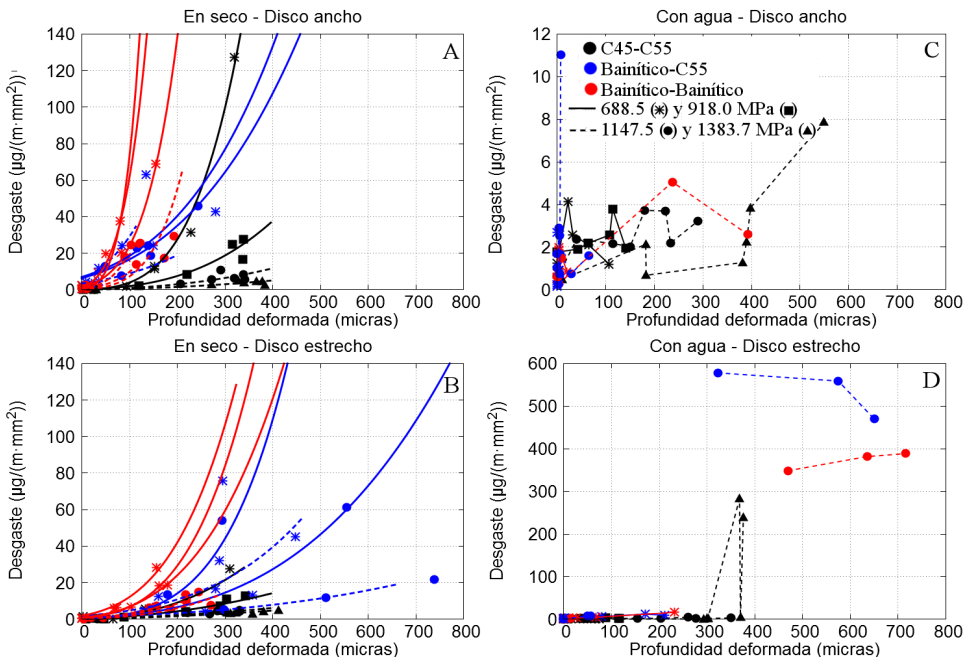 En seco - Disco ancho
A
Desgaste (µg/(m·mm²))
140
120
100
80
60
40
20
0
0 100 200 300 400 500 600 700 800
Profundidad deformada (micras)
Con agua - Disco ancho
C
C45-C55
Bainítico-C55
Bainítico-Bainítico
688.5 (✳) y 918.0 MPa (■)
1147.5 (●) y 1383.7 MPa (▲)
Desgaste (µg/(m·mm²))
12
10
8
6
4
2
0
0 100 200 300 400 500 600 700 800
Profundidad deformada (micras)
En seco - Disco estrecho
B
Desgaste (µg/(m·mm²))
140
120
100
80
60
40
20
0
0 100 200 300 400 500 600 700 800
Profundidad deformada (micras)
Con agua - Disco estrecho
D
Desgaste (µg/(m·mm²))
600
500
400
300
200
100
0
0 100 200 300 400 500 600 700 800
Profundidad deformada (micras)